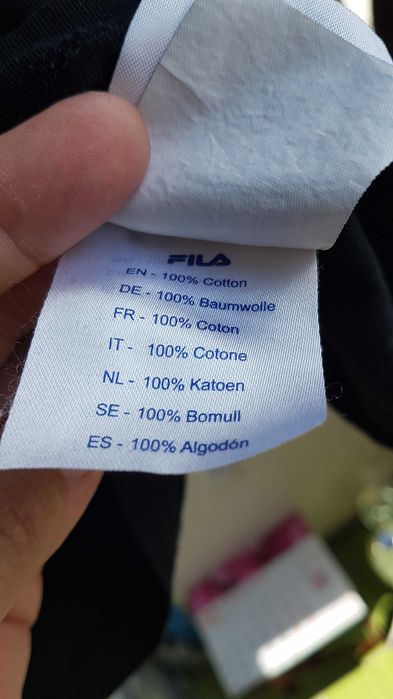 FILA
EN - 100% Cotton
DE - 100% Baumwolle
FR - 100% Coton
IT - 100% Cotone
NL - 100% Katoen
SE - 100% Bomull
ES - 100% Algodón